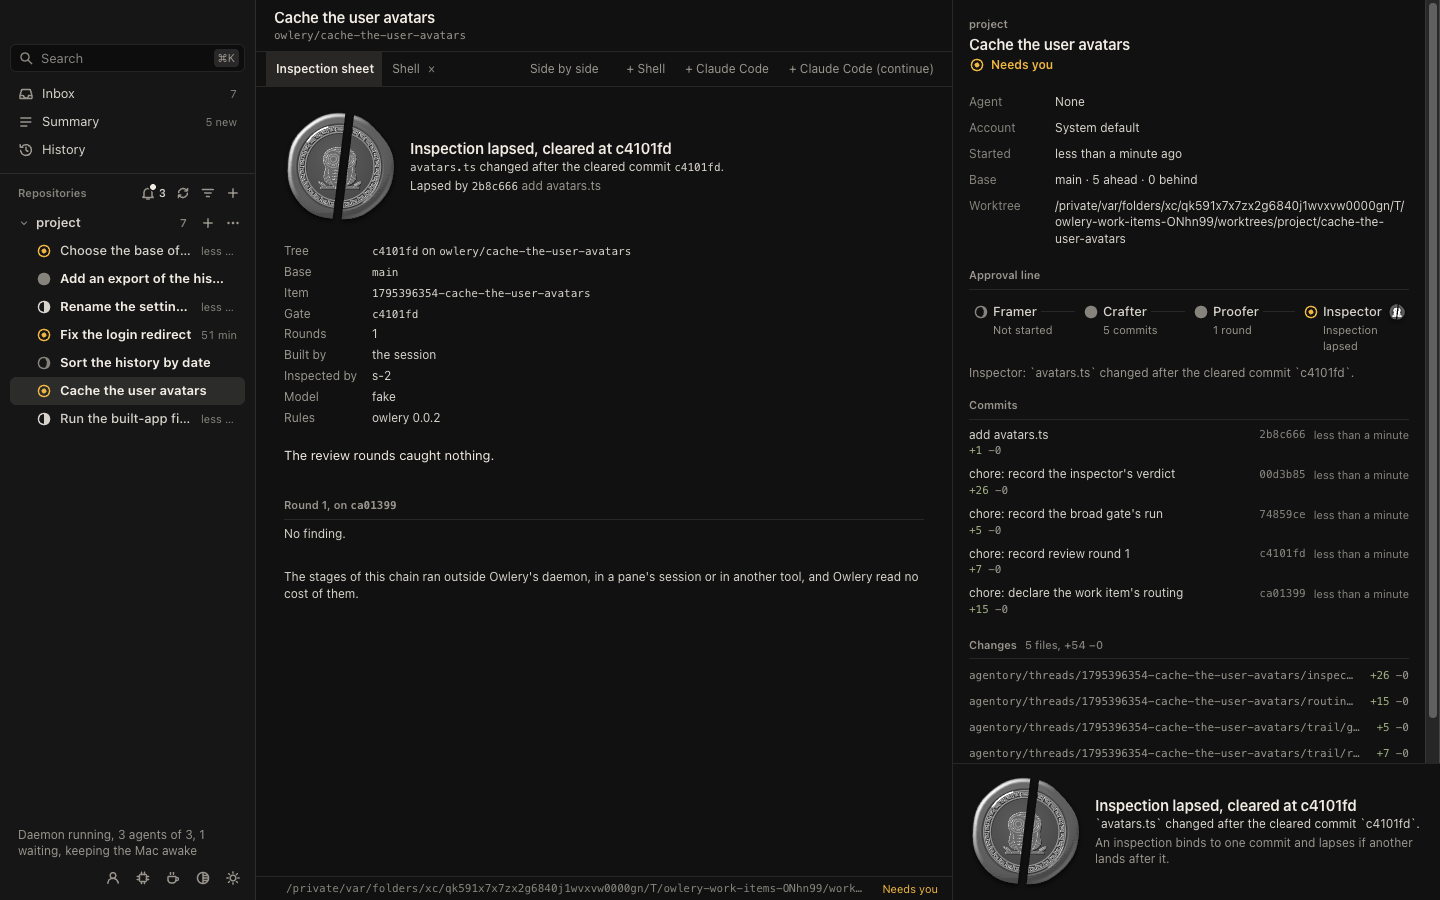 Search ⌘K
Inbox 7
Summary 5 new
History
Repositories 3
project 7
Choose the base of... less ...
Add an export of the his...
Rename the settin... less ...
Fix the login redirect 51 min
Sort the history by date
Cache the user avatars
Run the built-app fi... less ...
Daemon running, 3 agents of 3, 1
waiting, keeping the Mac awake
Cache the user avatars
owlery/cache-the-user-avatars
Inspection sheet Shell × Side by side + Shell + Claude Code + Claude Code (continue)
Inspection lapsed, cleared at c4101fd
avatars.ts changed after the cleared commit c4101fd.
Lapsed by 2b8c666 add avatars.ts
Tree c4101fd on owlery/cache-the-user-avatars
Base main
Item 1795396354-cache-the-user-avatars
Gate c4101fd
Rounds 1
Built by the session
Inspected by s-2
Model fake
Rules owlery 0.0.2
The review rounds caught nothing.
Round 1, on ca01399
No finding.
The stages of this chain ran outside Owlery's daemon, in a pane's session or in another tool, and Owlery read no
cost of them.
/private/var/folders/xc/qk591x7x7zx2g6840j1wvxvw0000gn/T/owlery-work-items-ONhn99/work… Needs you
project
Cache the user avatars
Needs you
Agent None
Account System default
Started less than a minute ago
Base main · 5 ahead · 0 behind
Worktree /private/var/folders/xc/qk591x7x7zx2g6840j1wvxvw0000gn/T/
owlery-work-items-ONhn99/worktrees/project/cache-the-
user-avatars
Approval line
Framer Crafter Proofer Inspector
Not started 5 commits 1 round Inspection
lapsed
Inspector: `avatars.ts` changed after the cleared commit `c4101fd`.
Commits
add avatars.ts 2b8c666 less than a minute
+1 −0
chore: record the inspector's verdict 00d3b85 less than a minute
+26 −0
chore: record the broad gate's run 74859ce less than a minute
+5 −0
chore: record review round 1 c4101fd less than a minute
+7 −0
chore: declare the work item's routing ca01399 less than a minute
+15 −0
Changes 5 files, +54 −0
agentory/threads/1795396354-cache-the-user-avatars/inspec… +26 −0
agentory/threads/1795396354-cache-the-user-avatars/routin… +15 −0
agentory/threads/1795396354-cache-the-user-avatars/trail/g… +5 −0
agentory/threads/1795396354-cache-the-user-avatars/trail/r… +7 −0
Inspection lapsed, cleared at c4101fd
`avatars.ts` changed after the cleared commit `c4101fd`.
An inspection binds to one commit and lapses if another
lands after it.